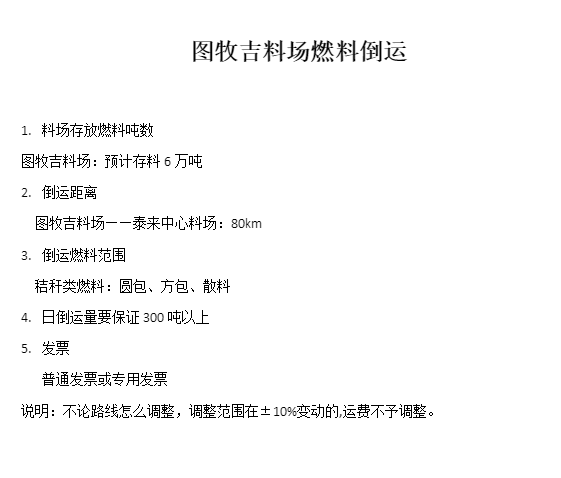 图牧吉料场燃料倒运
1. 料场存放燃料吨数
图牧吉料场：预计存料 6 万吨
2. 倒运距离
图牧吉料场——泰来中心料场：80km
3. 倒运燃料范围
秸秆类燃料：圆包、方包、散料
4. 日倒运量要保证 300 吨以上
5. 发票
普通发票或专用发票
说明：不论路线怎么调整，调整范围在±10%变动的,运费不予调整。